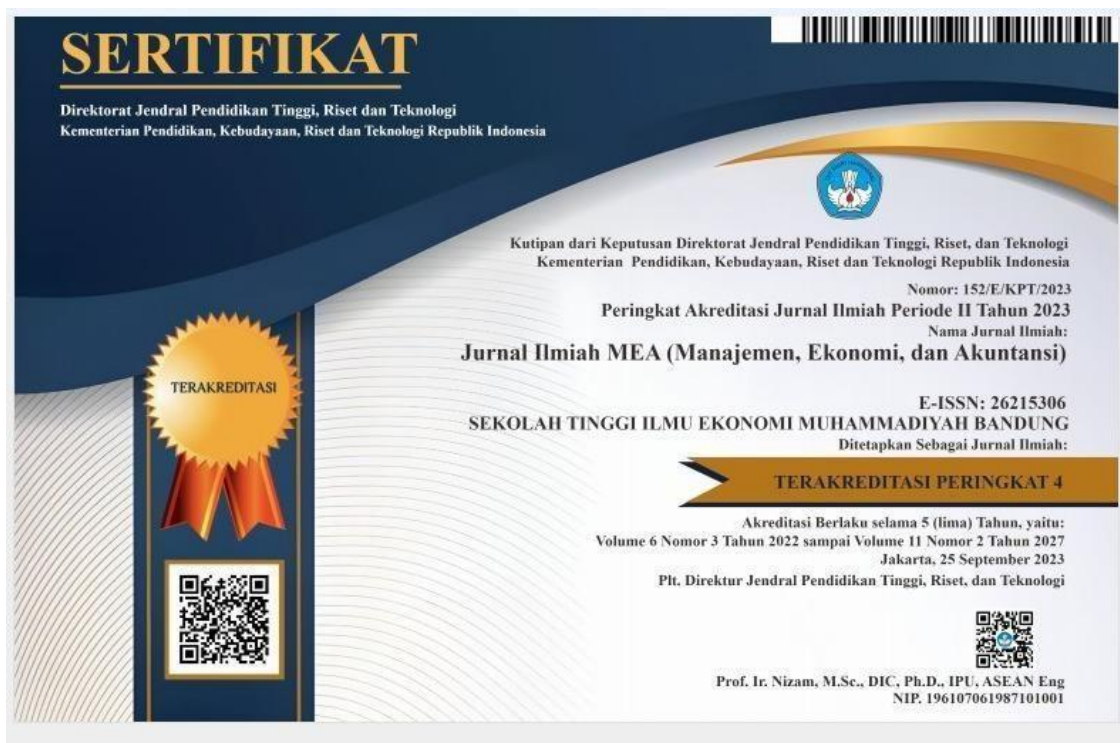 SERTIFIKAT
Direktorat Jendral Pendidikan Tinggi, Riset dan Teknologi
Kementerian Pendidikan, Kebudayaan, Riset dan Teknologi Republik Indonesia
Kutipan dari Keputusan Direktorat Jendral Pendidikan Tinggi, Riset, dan Teknologi
Kementerian Pendidikan, Kebudayaan, Riset dan Teknologi Republik Indonesia
Nomor: 152/E/KPT/2023
Peringkat Akreditasi Jurnal Ilmiah Periode II Tahun 2023
Nama Jurnal Ilmiah:
Jurnal Ilmiah MEA (Manajemen, Ekonomi, dan Akuntansi)
E-ISSN: 26215306
SEKOLAH TINGGI ILMU EKONOMI MUHAMMADIYAH BANDUNG
Ditetapkan Sebagai Jurnal Ilmiah:
TERAKREDITASI PERINGKAT 4
TERAKREDITASI
Akreditasi Berlaku selama 5 (lima) Tahun, yaitu:
Volume 6 Nomor 3 Tahun 2022 sampai Volume 11 Nomor 2 Tahun 2027
Jakarta, 25 September 2023
Plt. Direktur Jendral Pendidikan Tinggi, Riset, dan Teknologi
Prof. Ir. Nizam, M.Sc., DIC, Ph.D., IPU, ASEAN Eng
NIP. 196107061987101001